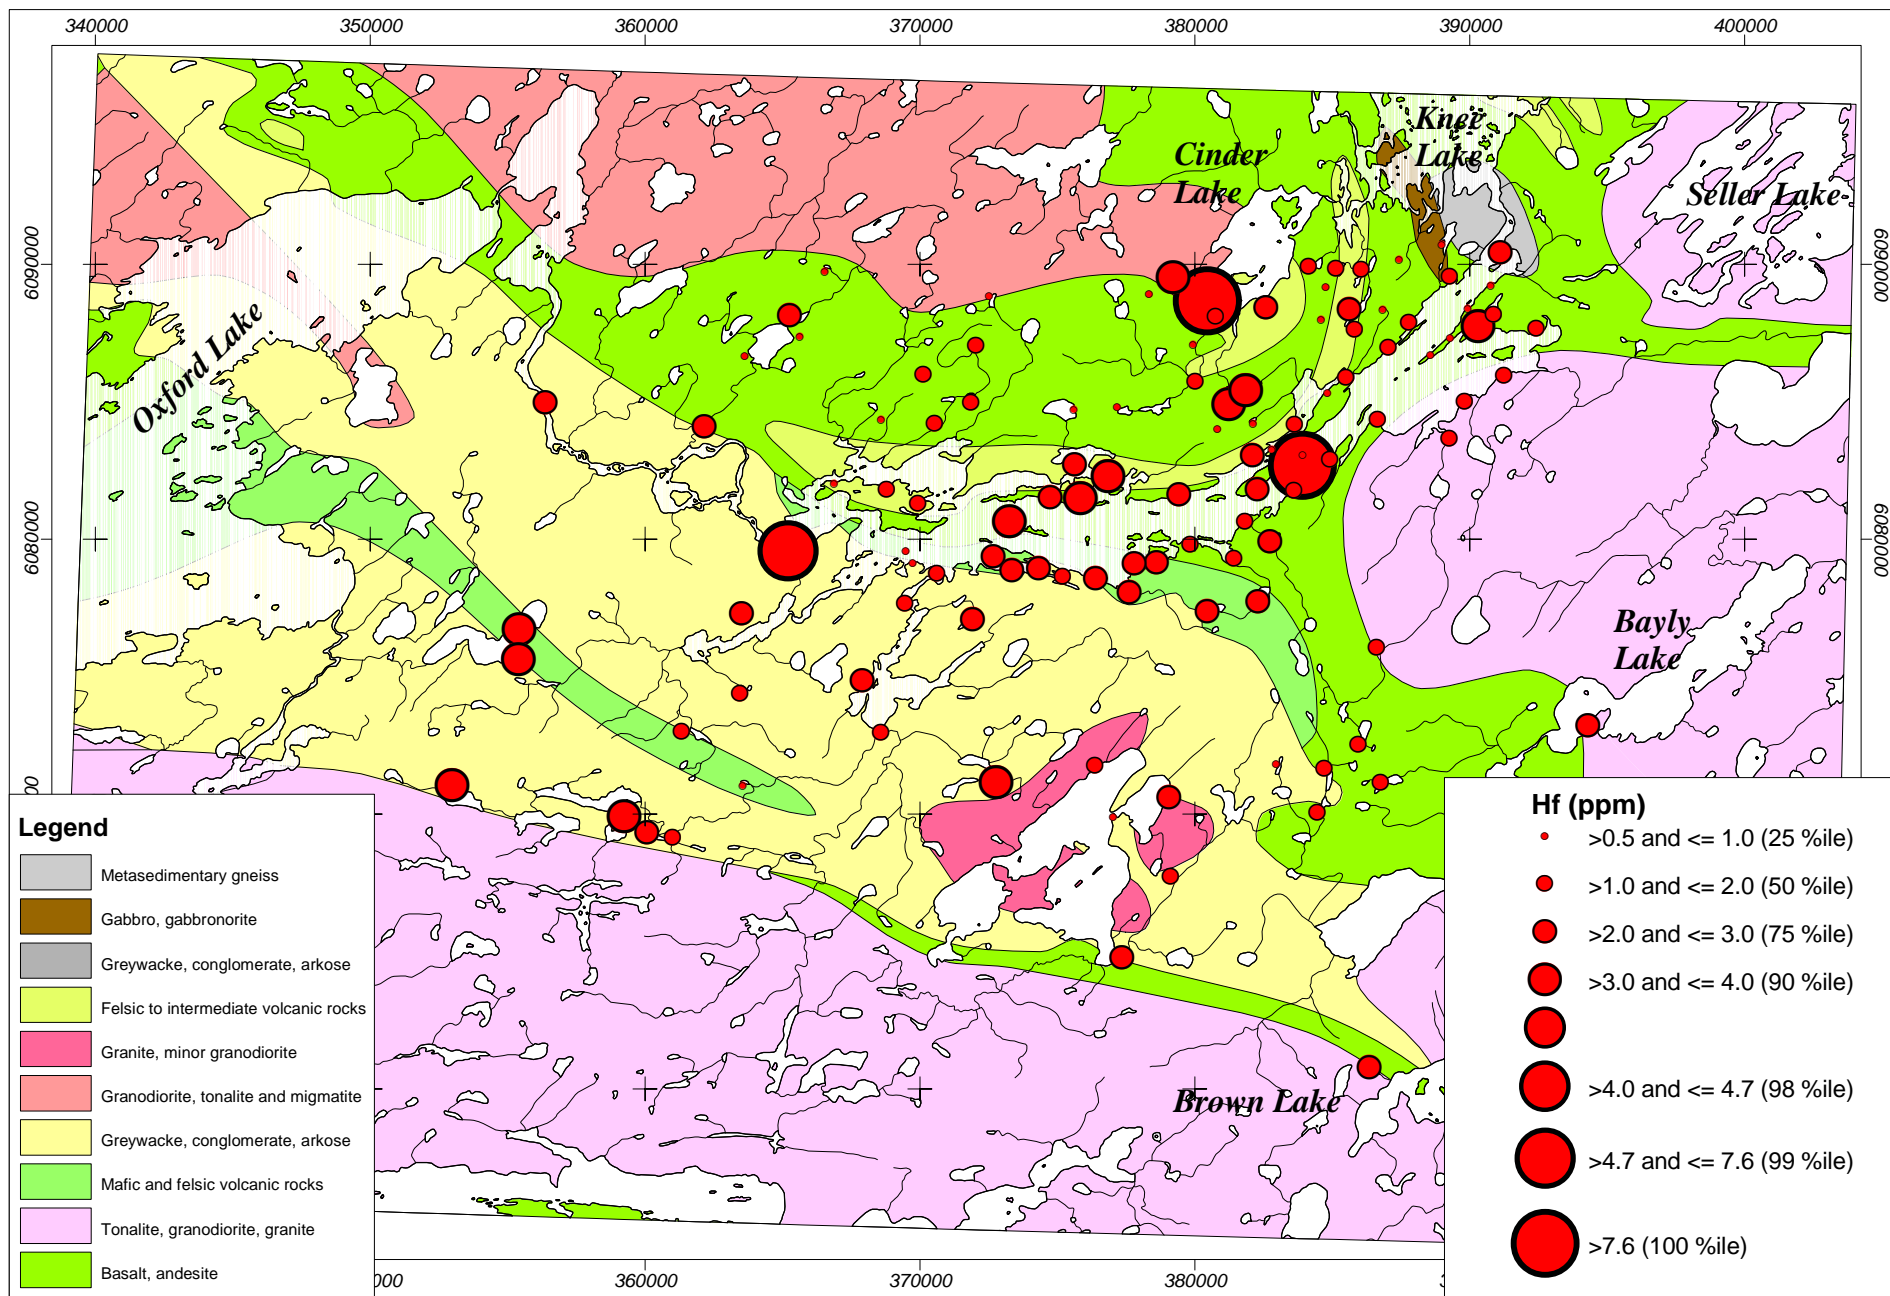 340000 350000 360000 370000 380000 390000 400000
Knee
Lake
Cinder
Lake
Seller Lake
6090000
6090000
Oxford Lake
6080000
6080000
Bayly
Lake
00
Brown Lake
Legend
Metasedimentary gneiss
Gabbro, gabbronorite
Greywacke, conglomerate, arkose
Felsic to intermediate volcanic rocks
Granite, minor granodiorite
Granodiorite, tonalite and migmatite
Greywacke, conglomerate, arkose
Mafic and felsic volcanic rocks
Tonalite, granodiorite, granite
Basalt, andesite
Hf (ppm)
>0.5 and <= 1.0 (25 %ile)
>1.0 and <= 2.0 (50 %ile)
>2.0 and <= 3.0 (75 %ile)
>3.0 and <= 4.0 (90 %ile)
>4.0 and <= 4.7 (98 %ile)
>4.7 and <= 7.6 (99 %ile)
>7.6 (100 %ile)
0000 360000 370000 380000